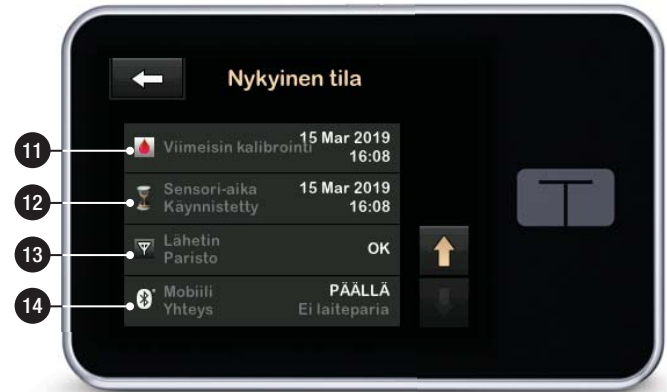 Nykyinen tila
11
Viimeisin kalibrointi
15 Mar 2019
16:08
12
Sensori-aika
Käynnistetty
15 Mar 2019
16:08
13
Lähetin
Paristo
OK
14
Mobiili
Yhteys
PÄÄLLÄ
Ei laiteparia